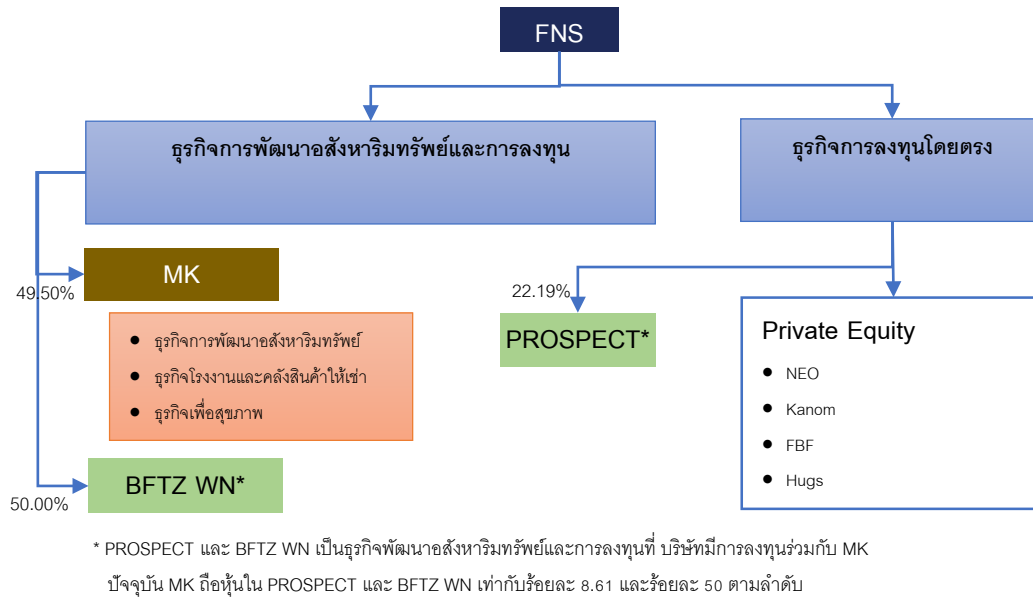 FNS
ธุรกิจการพัฒนาอสังหาริมทรัพย์และการลงทุน
ธุรกิจการลงทุนโดยตรง
MK
49.50%
● ธุรกิจการพัฒนาอสังหาริมทรัพย์
● ธุรกิจโรงงานและคลังสินค้าให้เช่า
● ธุรกิจเพื่อสุขภาพ
BFTZ WN*
50.00%
22.19%
PROSPECT*
Private Equity
● NEO
● Kanom
● FBF
● Hugs
* PROSPECT และ BFTZ WN เป็นธุรกิจพัฒนาอสังหาริมทรัพย์และการลงทุนที่ บริษัทมีการลงทุนร่วมกับ MK
ปัจจุบัน MK ถือหุ้นใน PROSPECT และ BFTZ WN เท่ากับร้อยละ 8.61 และร้อยละ 50 ตามลำดับ